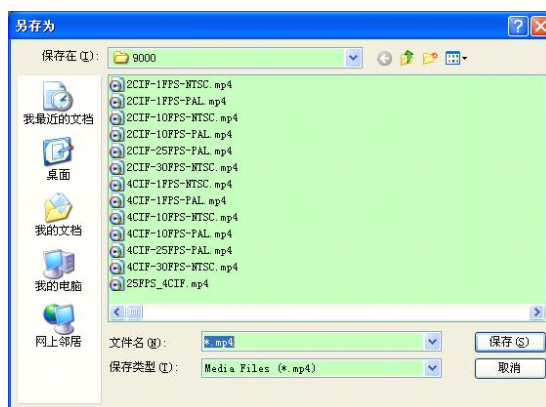 另存为
保存在(I):
9000
我最近的文档
桌面
我的文档
我的电脑
网上邻居
2CIF-1FPS-NTSC.mp4
2CIF-1FPS-PAL.mp4
2CIF-10FPS-NTSC.mp4
2CIF-10FPS-PAL.mp4
2CIF-25FPS-PAL.mp4
2CIF-30FPS-NTSC.mp4
4CIF-1FPS-NTSC.mp4
4CIF-1FPS-PAL.mp4
4CIF-10FPS-NTSC.mp4
4CIF-10FPS-PAL.mp4
4CIF-25FPS-PAL.mp4
4CIF-30FPS-NTSC.mp4
25FPS_4CIF.mp4
文件名(N):
*.mp4
保存(S)
保存类型(T):
Media Files (*.mp4)
取消